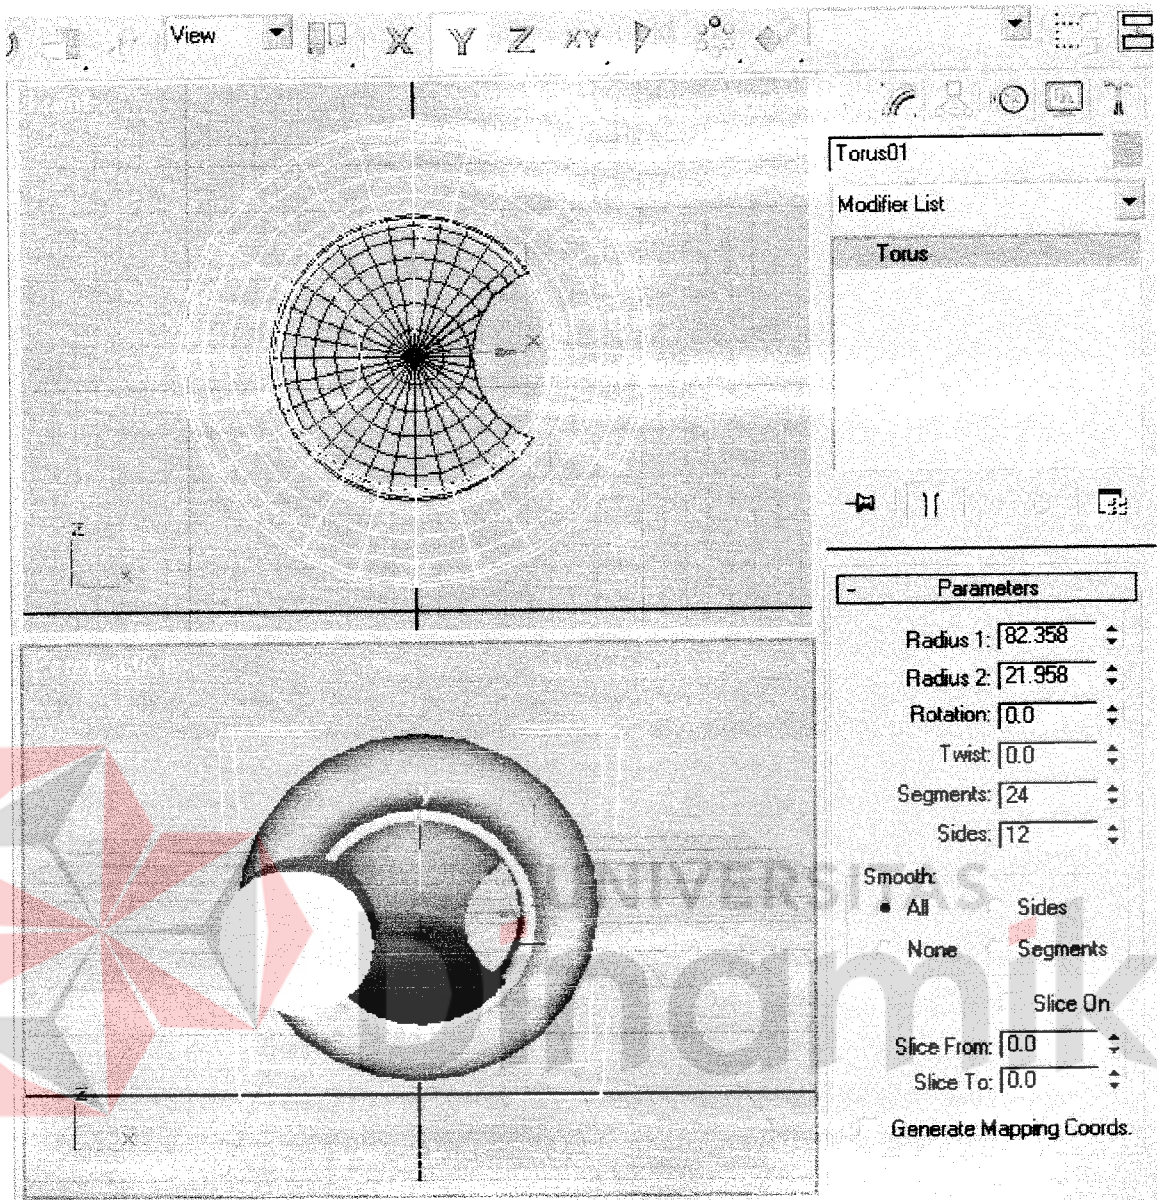 View
X Y Z XY
Torus01
Modifier List
Torus
X
Z
X
- Parameters
Radius 1: 82.358
Radius 2: 21.958
Rotation: 0.0
Twist: 0.0
Segments: 24
Sides: 12
Smooth:
All Sides
None Segments
Slice On
Slice From: 0.0
Slice To: 0.0
Generate Mapping Coords.
UNIVERSITAS
Dinamik
Z
X